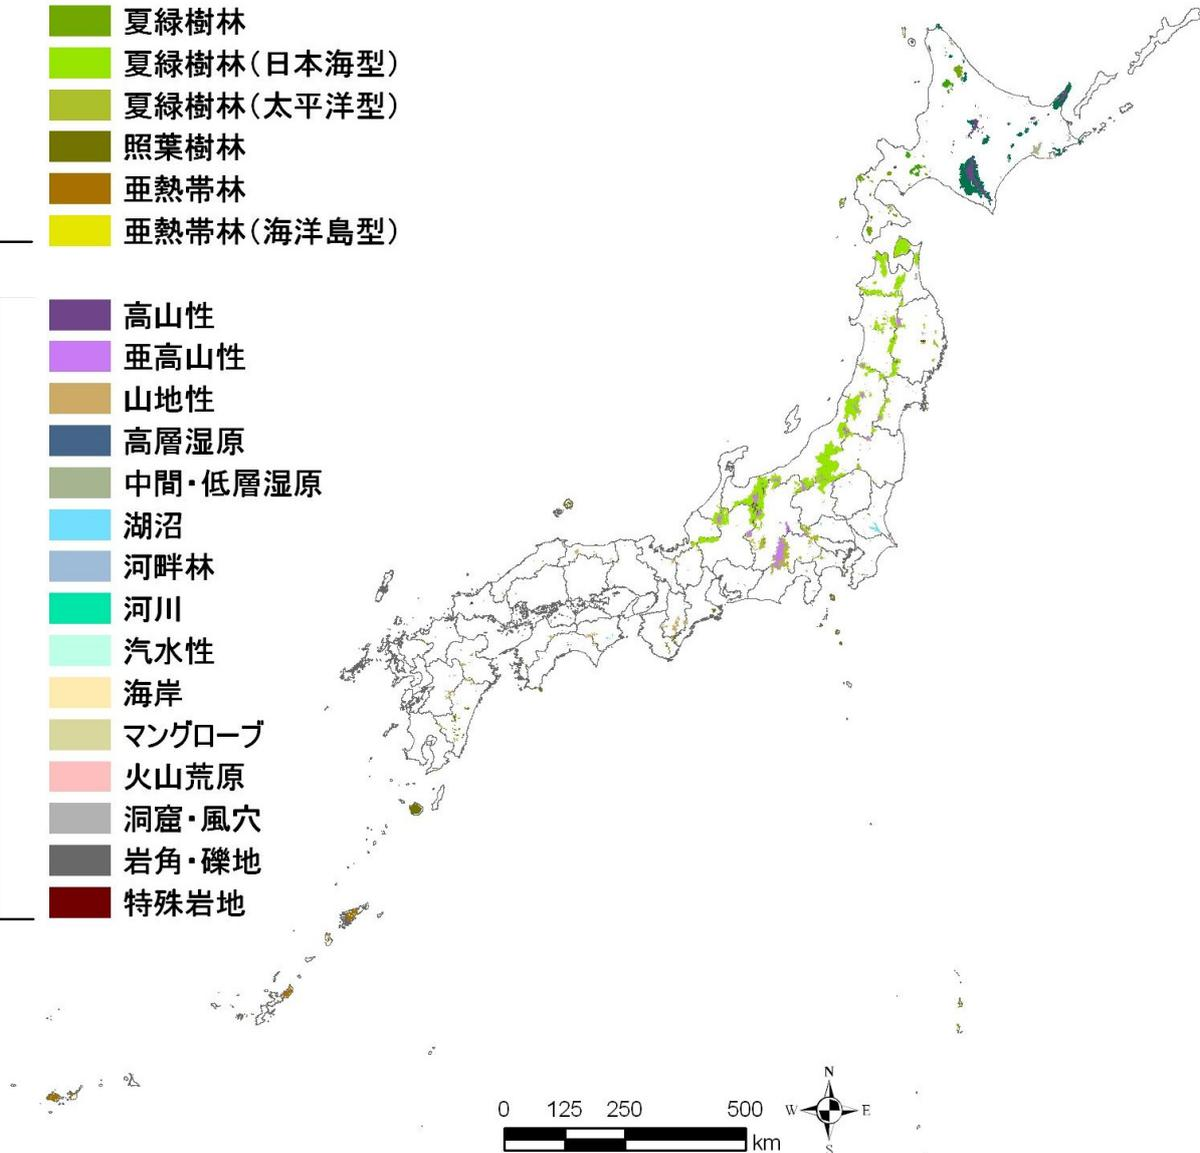 夏緑樹林
夏緑樹林(日本海型)
夏緑樹林(太平洋型)
照葉樹林
亜熱帯林
亜熱帯林(海洋島型)
高山性
亜高山性
山地性
高層湿原
中間・低層湿原
湖沼
河畔林
河川
汽水性
海岸
マングローブ
火山荒原
洞窟・風穴
岩角・礫地
特殊岩地
0 125 250 500
km
N
W E
S